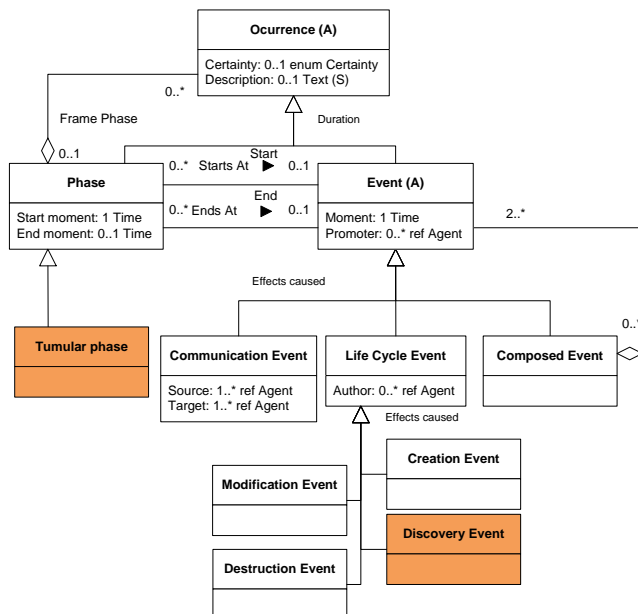 Ocurrence (A)
Certainty: 0..1 enum Certainty
Description: 0..1 Text (S)
0..*
Frame Phase
Duration
0..1
Phase
Start moment: 1 Time
End moment: 0..1 Time
Start
0..* Starts At 0..1
End
0..* Ends At 0..1
Event (A)
Moment: 1 Time
Promoter: 0..* ref Agent
2..*
Effects caused
0..*
Tumular phase
Communication Event
Source: 1..* ref Agent
Target: 1..* ref Agent
Life Cycle Event
Author: 0..* ref Agent
Composed Event
Effects caused
Creation Event
Modification Event
Discovery Event
Destruction Event